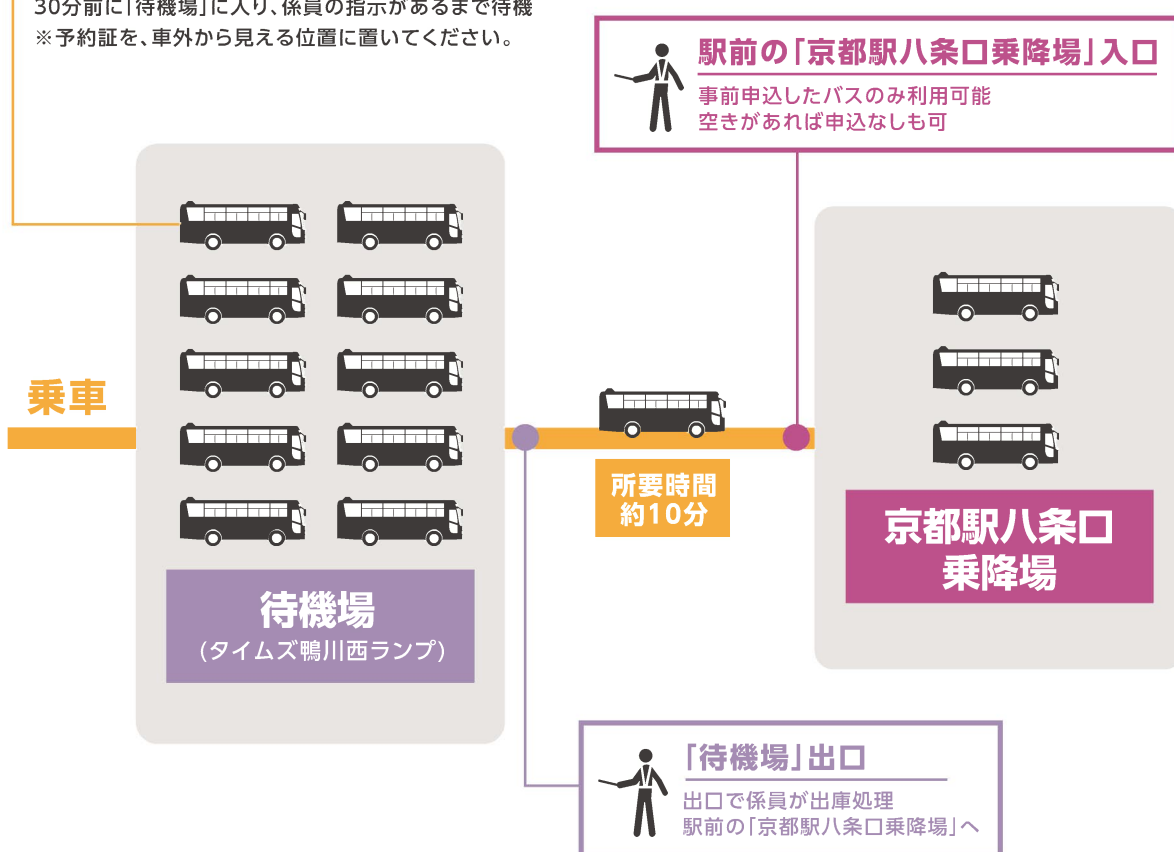 30分前に「待機場」に入り、係員の指示があるまで待機
※予約証を、車外から見える位置に置いてください。
駅前の「京都駅八条口乗降場」入口
事前申込したバスのみ利用可能
空きがあれば申込なしも可
乗車
所要時間
約10分
京都駅八条口
乗降場
待機場
(タイムズ鴨川西ランプ)
「待機場」出口
出口で係員が出庫処理
駅前の「京都駅八条口乗降場」へ